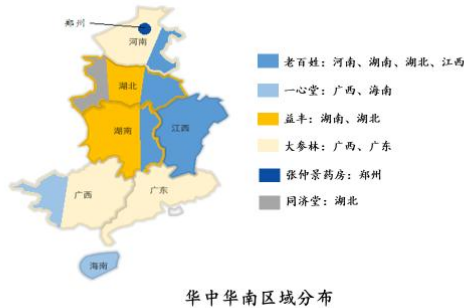 郑州
河南
湖北
湖南
江西
广西
广东
海南
老百姓：河南、湖南、湖北、江西
一心堂：广西、海南
益丰：湖南、湖北
大参林：广西、广东
张仲景药房：郑州
同济堂：湖北
华中华南区域分布